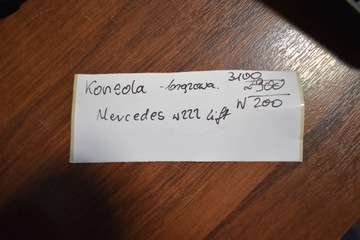 Konsola - brązowa. 3100
2900
Mercedes w222 lift W 200